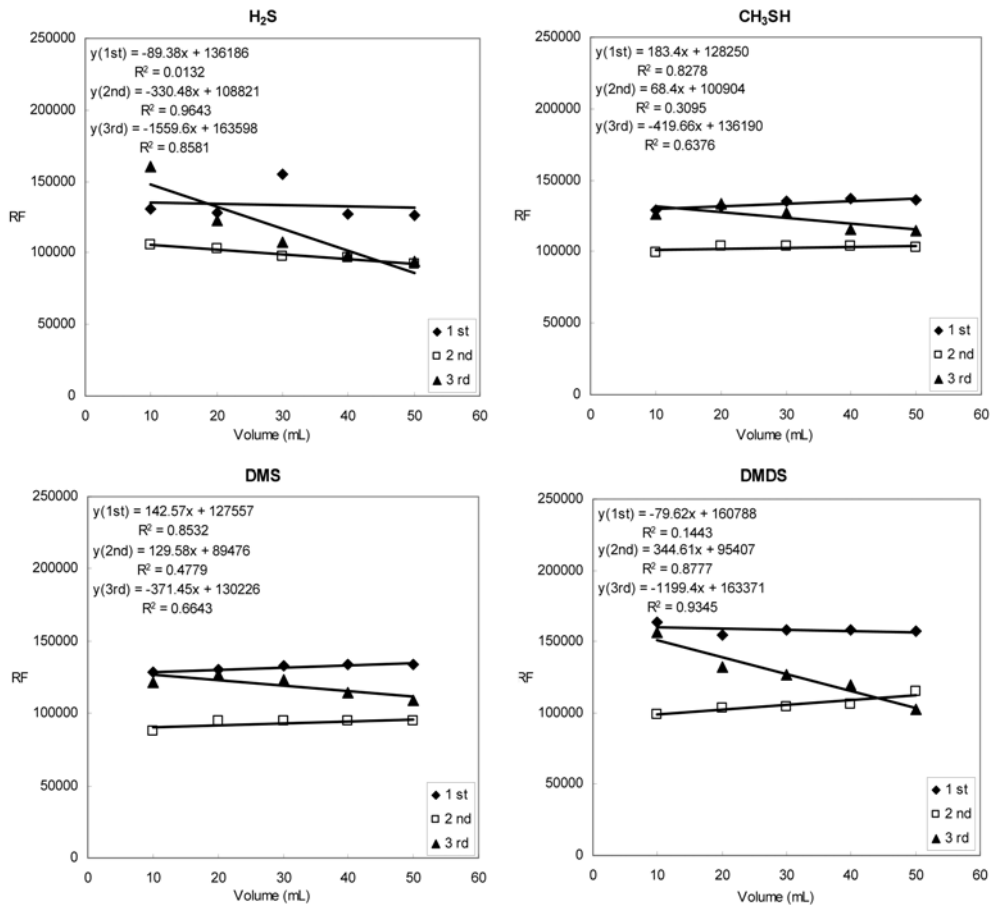 H₂S
250000
200000
150000
100000
50000
0
RF
y(1st) = -89.38x + 136186
R² = 0.0132
y(2nd) = -330.48x + 108821
R² = 0.9643
y(3rd) = -1559.6x + 163598
R² = 0.8581
1 st
2 nd
3 rd
0 10 20 30 40 50 60
Volume (mL)
CH₃SH
250000
200000
150000
100000
50000
0
RF
y(1st) = 183.4x + 128250
R² = 0.8278
y(2nd) = 68.4x + 100904
R² = 0.3095
y(3rd) = -419.66x + 136190
R² = 0.6376
1 st
2 nd
3 rd
0 10 20 30 40 50 60
Volume (mL)
DMS
250000
200000
150000
100000
50000
0
RF
y(1st) = 142.57x + 127557
R² = 0.8532
y(2nd) = 129.58x + 89476
R² = 0.4779
y(3rd) = -371.45x + 130226
R² = 0.6643
1 st
2 nd
3 rd
0 10 20 30 40 50 60
Volume (mL)
DMDS
250000
200000
150000
100000
50000
0
RF
y(1st) = -79.62x + 160788
R² = 0.1443
y(2nd) = 344.61x + 95407
R² = 0.8777
y(3rd) = -1199.4x + 163371
R² = 0.9345
1 st
2 nd
3 rd
0 10 20 30 40 50 60
Volume (mL)